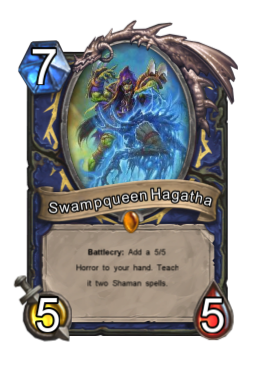 7
Swampqueen Hagatha
Battlecry: Add a 5/5
Horror to your hand. Teach
it two Shaman spells.
5 5